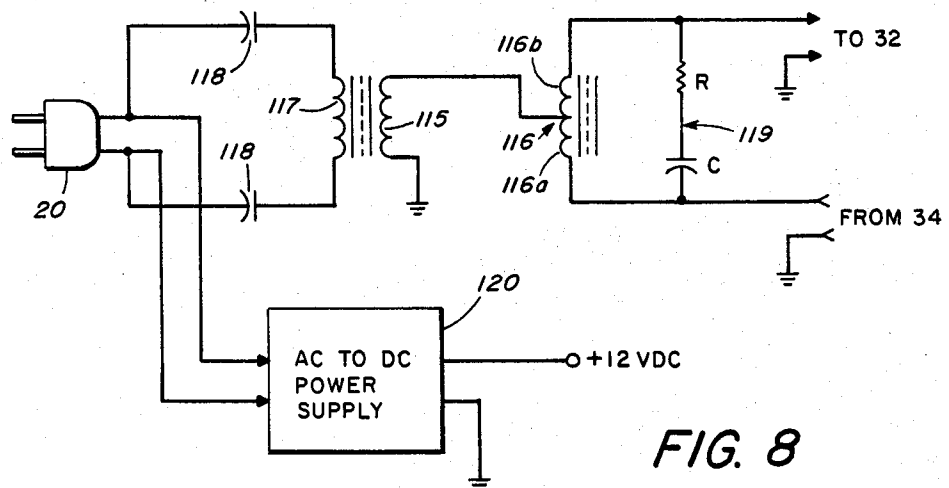 118
116b
TO 32
R
117
115
116
119
118
116a
C
20
FROM 34
120
AC TO DC
POWER
SUPPLY
+12 VDC
FIG. 8